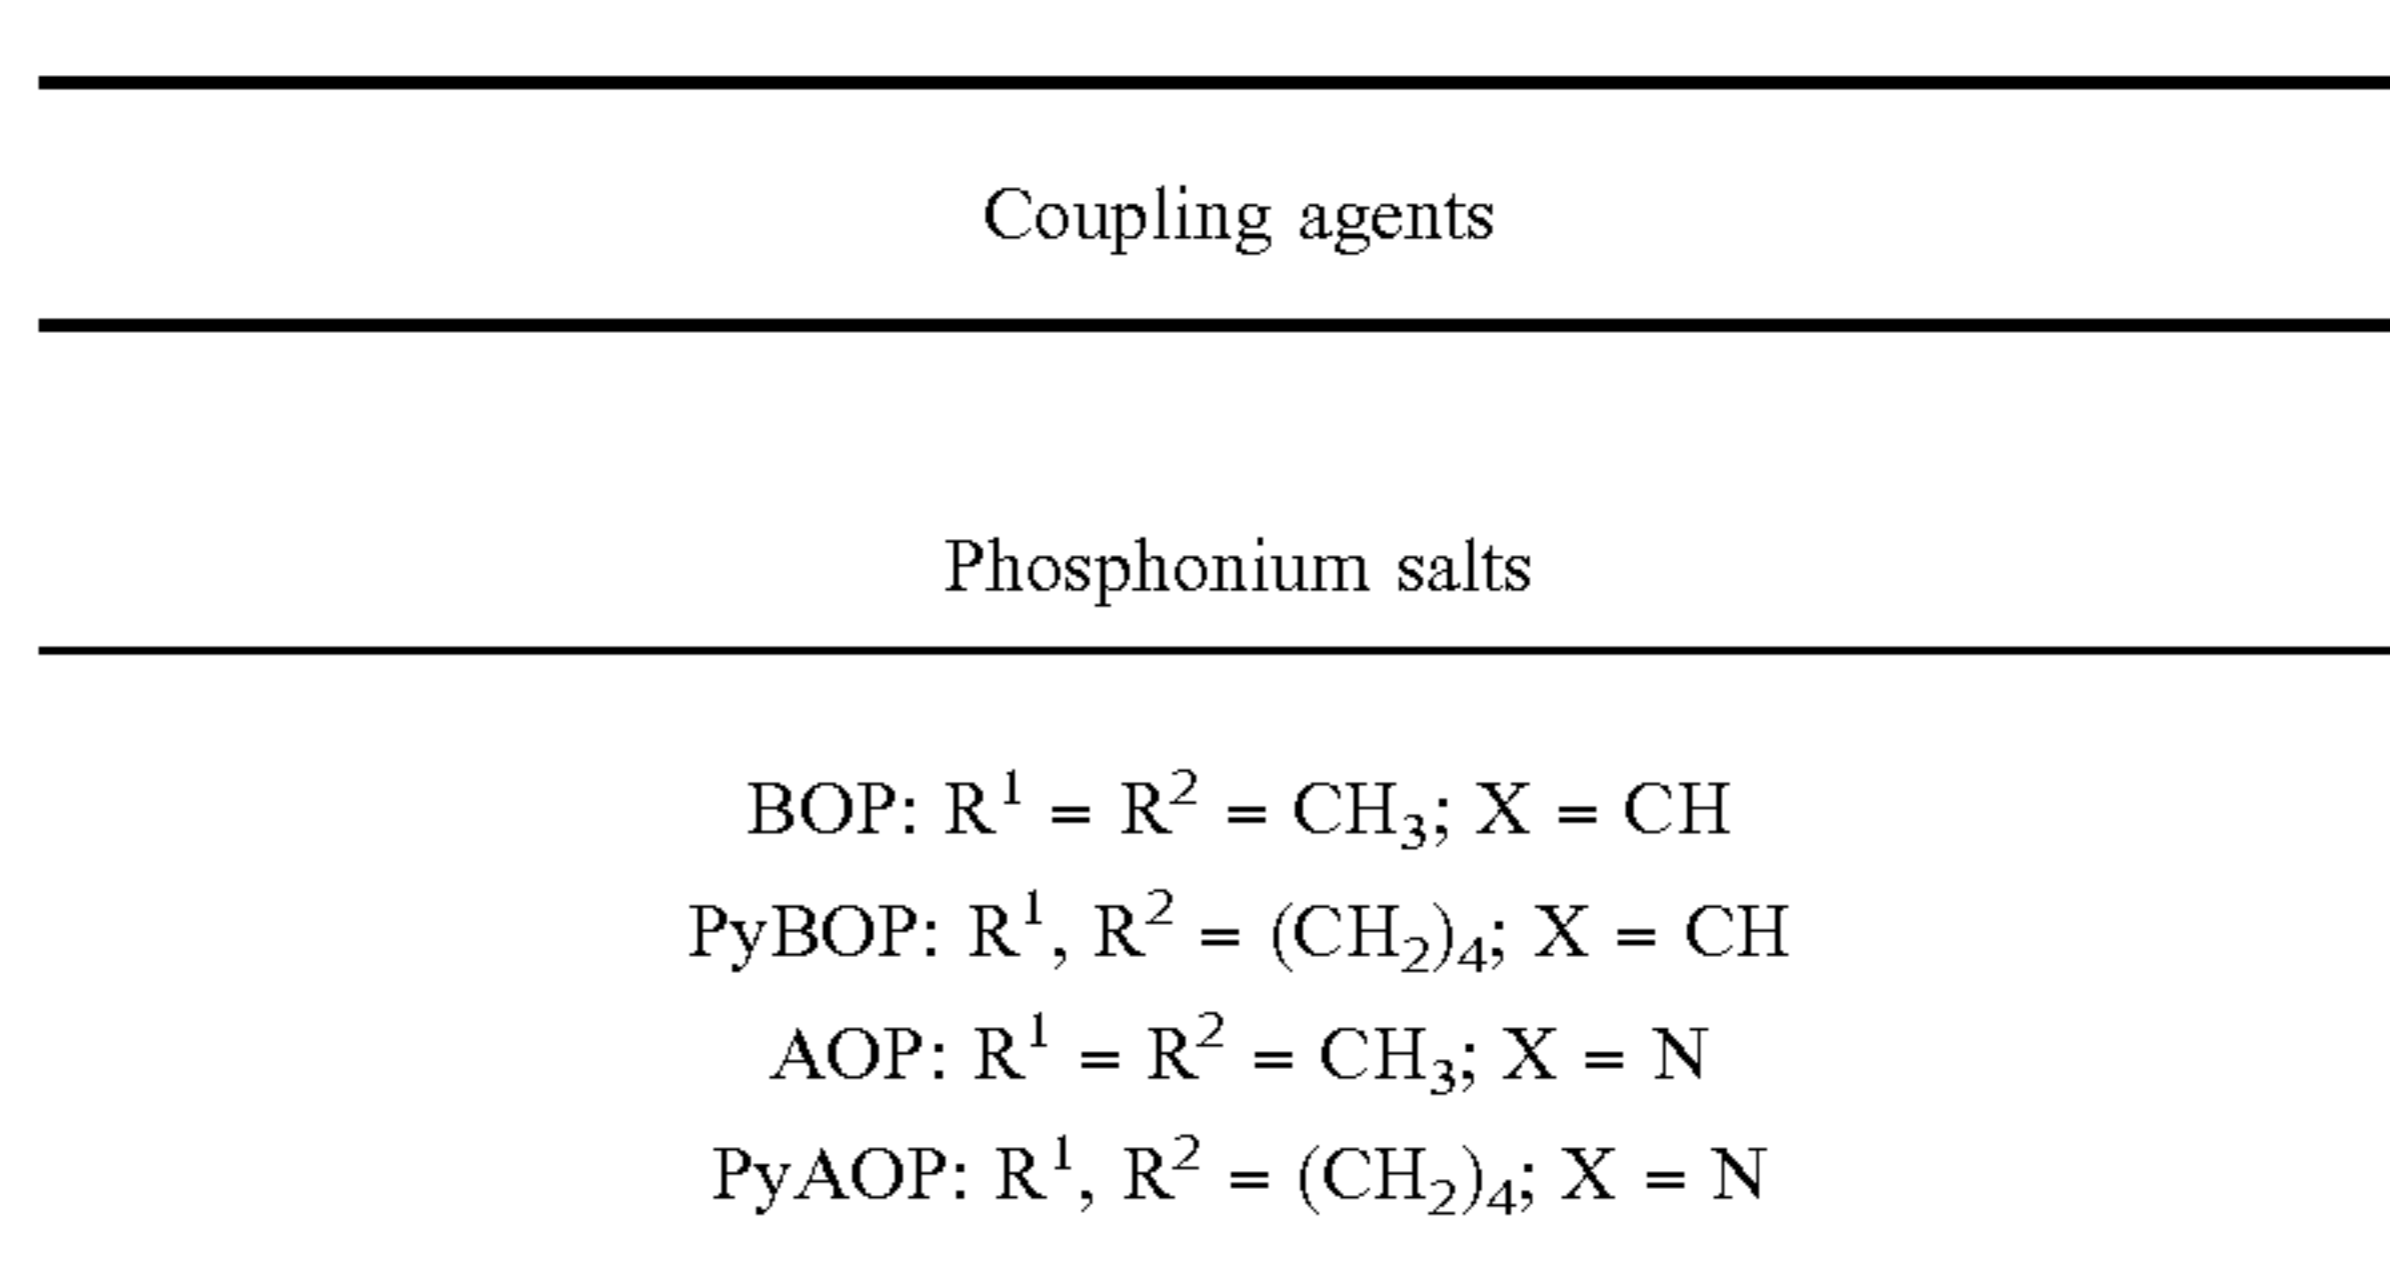 Coupling agents
Phosphonium salts
BOP: R¹ = R² = CH₃; X = CH
PyBOP: R¹, R² = (CH₂)₄; X = CH
AOP: R¹ = R² = CH₃; X = N
PyAOP: R¹, R² = (CH₂)₄; X = N